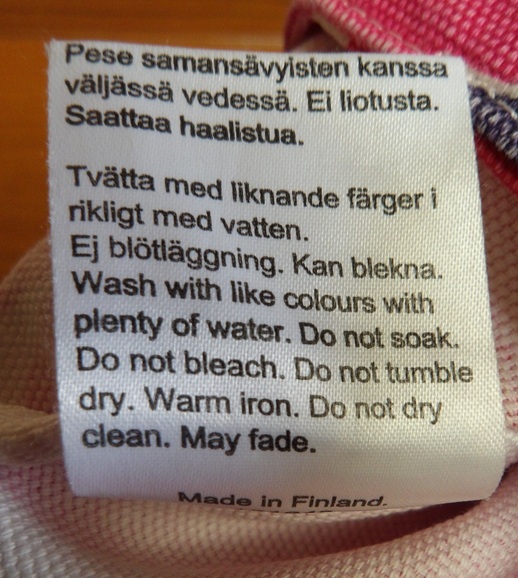 Pese samansävyisten kanssa
väljässä vedessä. Ei liotusta.
Saattaa haalistua.
Tvätta med liknande färger i
rikligt med vatten.
Ej blötläggning. Kan blekna.
Wash with like colours with
plenty of water. Do not soak.
Do not bleach. Do not tumble
dry. Warm iron. Do not dry
clean. May fade.
Made in Finland.